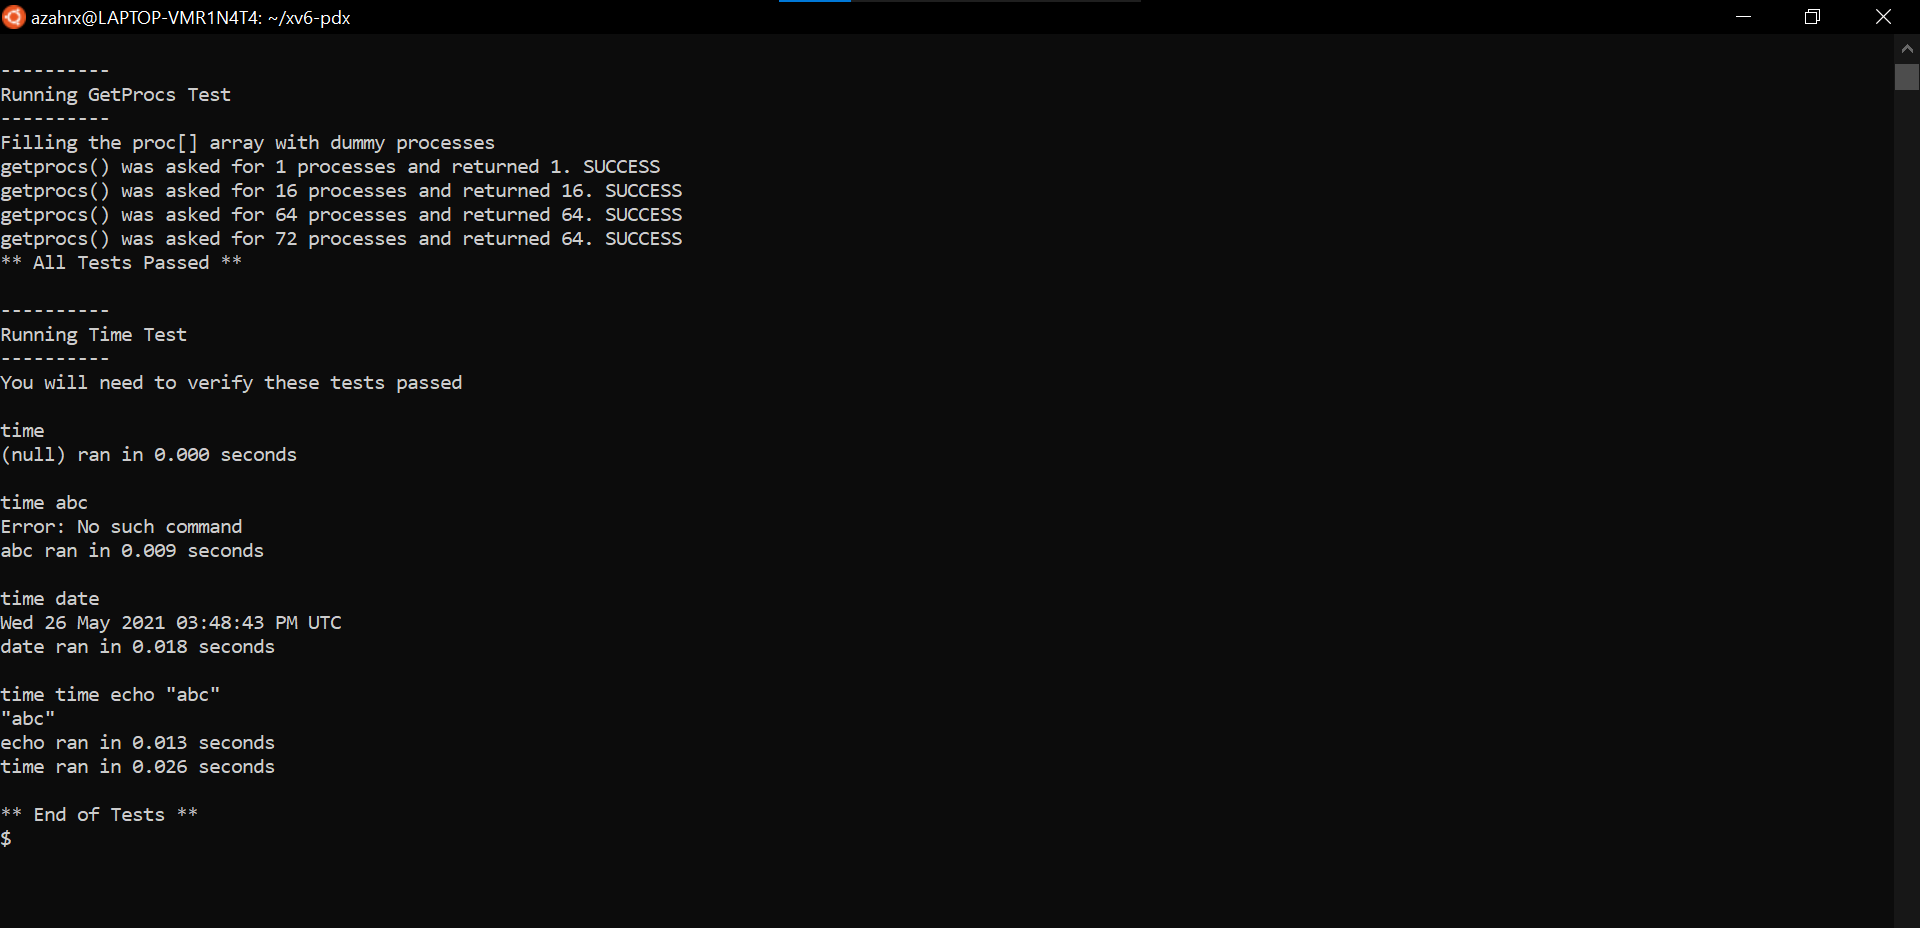 azahrx@LAPTOP-VMR1N4T4: ~/xv6-pdx
----------
Running GetProcs Test
----------
Filling the proc[] array with dummy processes
getprocs() was asked for 1 processes and returned 1. SUCCESS
getprocs() was asked for 16 processes and returned 16. SUCCESS
getprocs() was asked for 64 processes and returned 64. SUCCESS
getprocs() was asked for 72 processes and returned 64. SUCCESS
** All Tests Passed **
----------
Running Time Test
----------
You will need to verify these tests passed
time
(null) ran in 0.000 seconds
time abc
Error: No such command
abc ran in 0.009 seconds
time date
Wed 26 May 2021 03:48:43 PM UTC
date ran in 0.018 seconds
time time echo "abc"
"abc"
echo ran in 0.013 seconds
time ran in 0.026 seconds
** End of Tests **
$